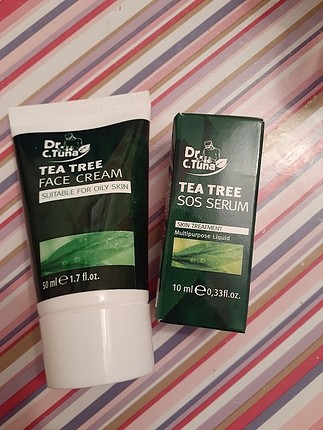 Dr.
C.Tuna
TEA TREE
FACE CREAM
SUITABLE FOR OILY SKIN
50 ml e 1.7 fl.oz.
Dr.
C.Tuna
TEA TREE
SOS SERUM
SKIN TREATMENT
Multipurpose Liquid
10 ml e 0,33fl.oz.